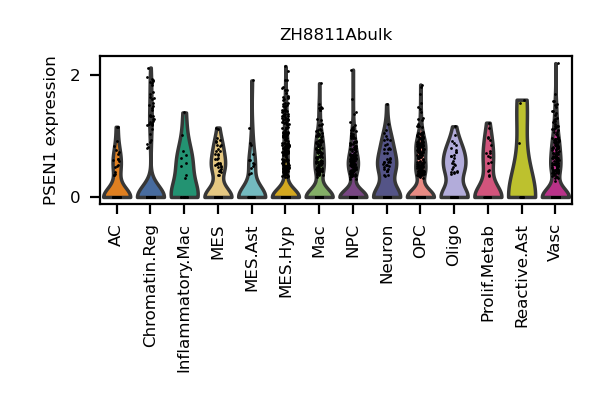 ZH8811Abulk
PSEN1 expression
2
0
AC
Chromatin.Reg
Inflammatory.Mac
MES
MES.Ast
MES.Hyp
Mac
NPC
Neuron
OPC
Oligo
Prolif.Metab
Reactive.Ast
Vasc